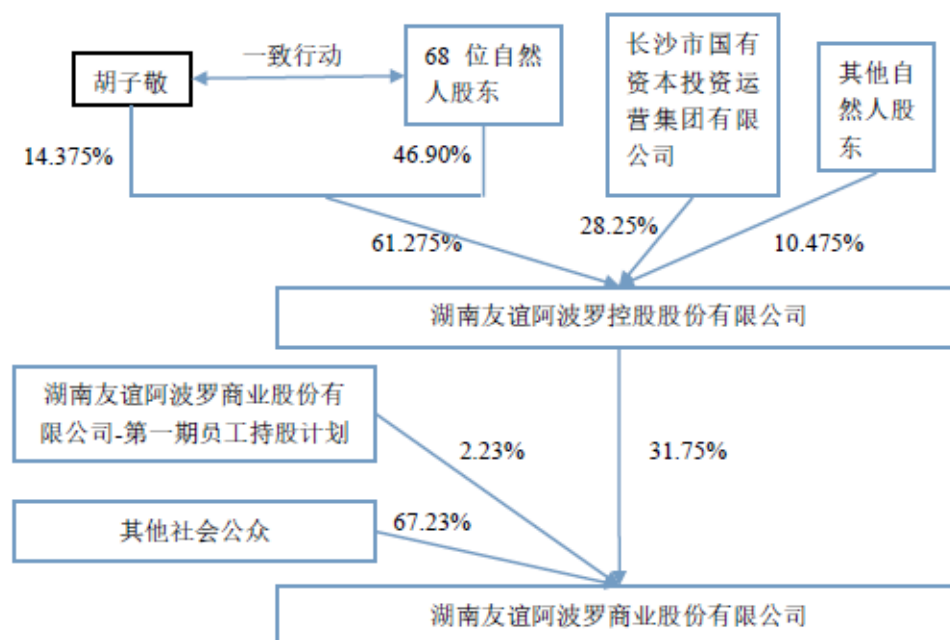 一致行动
胡子敬
68 位自然
人股东
长沙市国有
资本投资运
营集团有限
公司
其他自
然人股
东
14.375%
46.90%
28.25%
10.475%
61.275%
湖南友谊阿波罗控股股份有限公司
湖南友谊阿波罗商业股份有
限公司-第一期员工持股计划
2.23%
31.75%
其他社会公众
67.23%
湖南友谊阿波罗商业股份有限公司